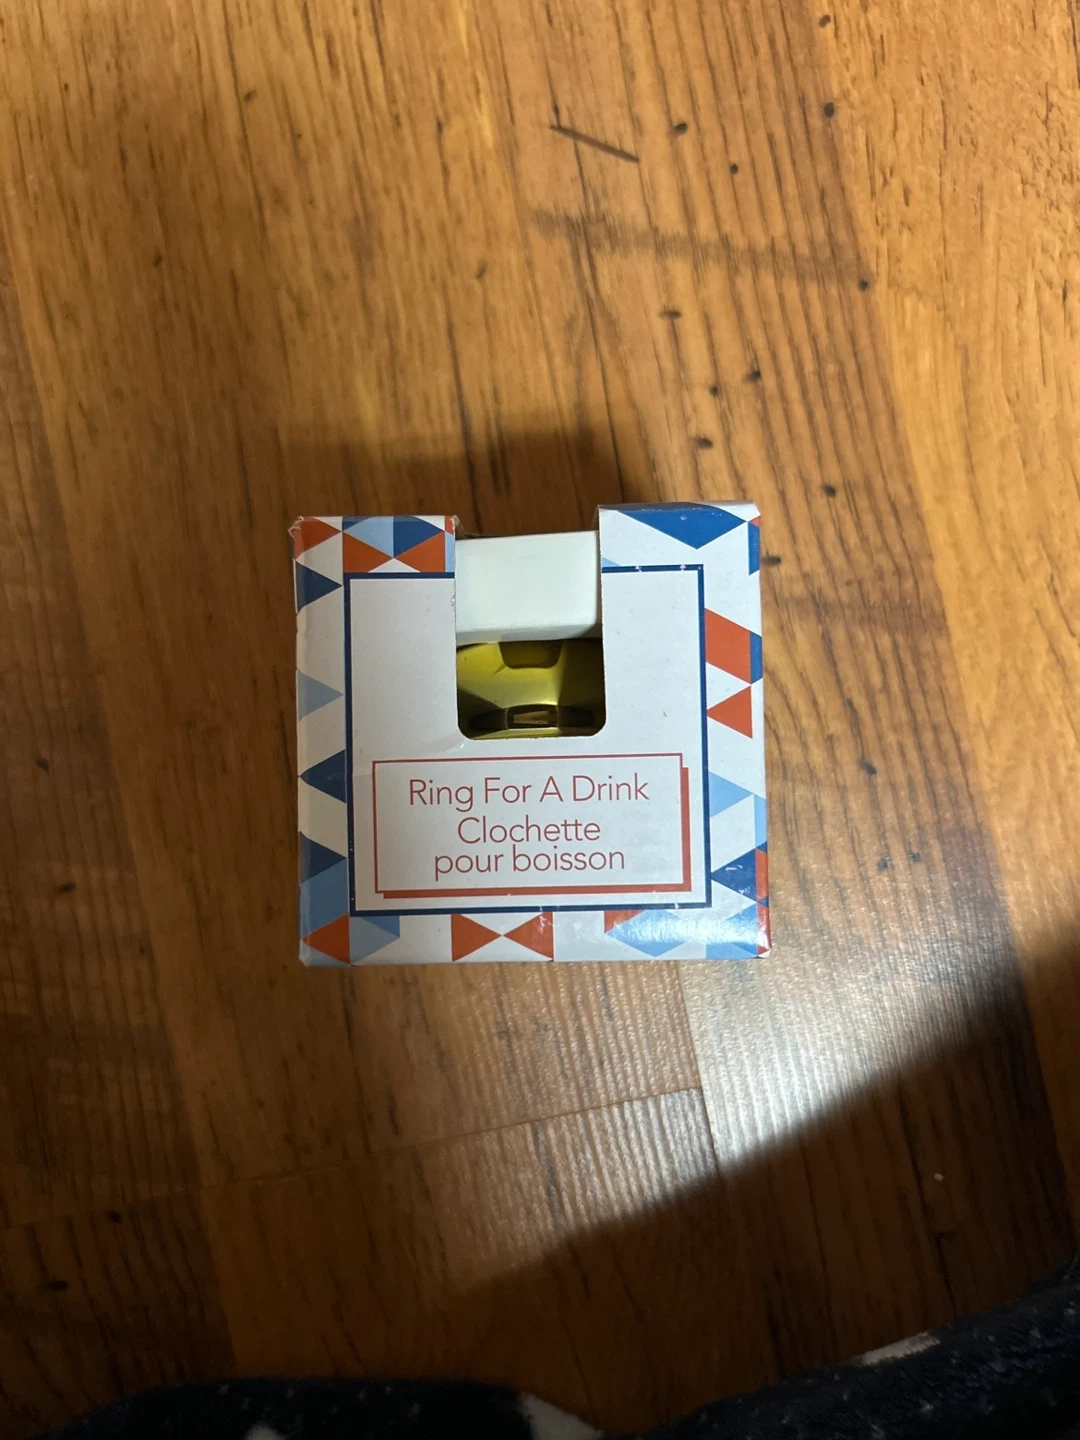 Ring For A Drink
Clochette
pour boisson